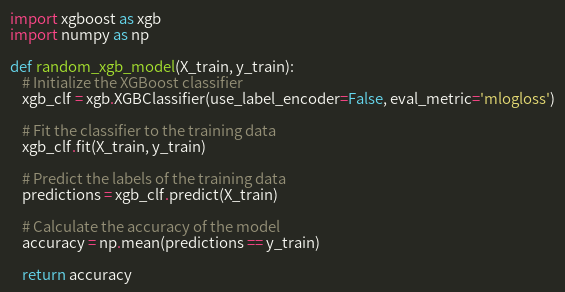 import xgboost as xgb
import numpy as np

def random_xgb_model(X_train, y_train):
    # Initialize the XGBoost classifier
    xgb_clf = xgb.XGBClassifier(use_label_encoder=False, eval_metric='mlogloss')

    # Fit the classifier to the training data
    xgb_clf.fit(X_train, y_train)

    # Predict the labels of the training data
    predictions = xgb_clf.predict(X_train)

    # Calculate the accuracy of the model
    accuracy = np.mean(predictions == y_train)

    return accuracy